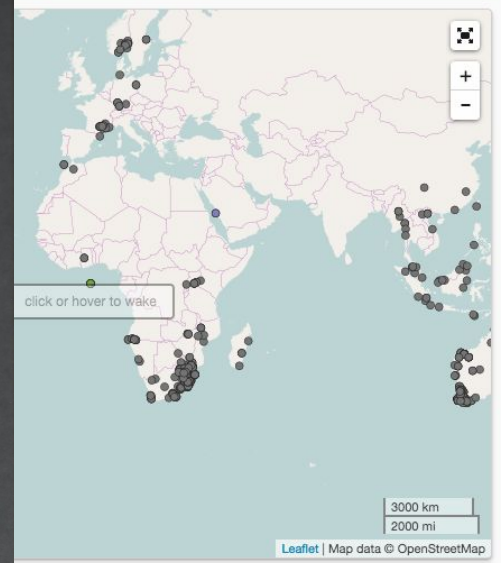 +
−
click or hover to wake
3000 km
2000 mi
Leaflet | Map data © OpenStreetMap